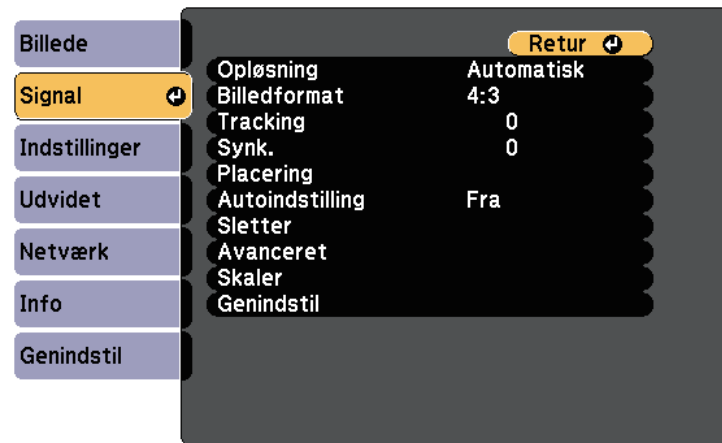 Billede
Signal
Indstillinger
Udvidet
Netværk
Info
Genindstil
Retur
Opløsning Automatisk
Billedformat 4:3
Tracking 0
Synk. 0
Placering
Autoindstilling Fra
Sletter
Avanceret
Skaler
Genindstil